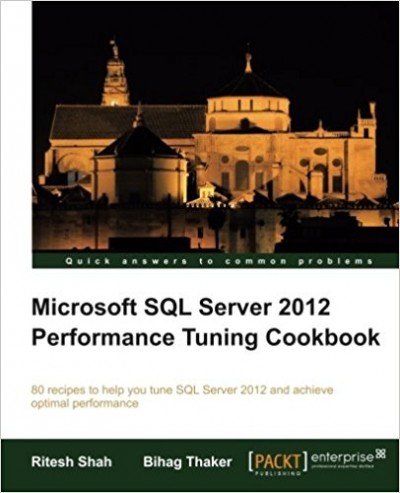 Quick answers to common problems
Microsoft SQL Server 2012
Performance Tuning Cookbook
80 recipes to help you tune SQL Server 2012 and achieve
optimal performance
Ritesh Shah Bihag Thaker [PACKT] enterprise
PUBLISHING professional expertise distilled